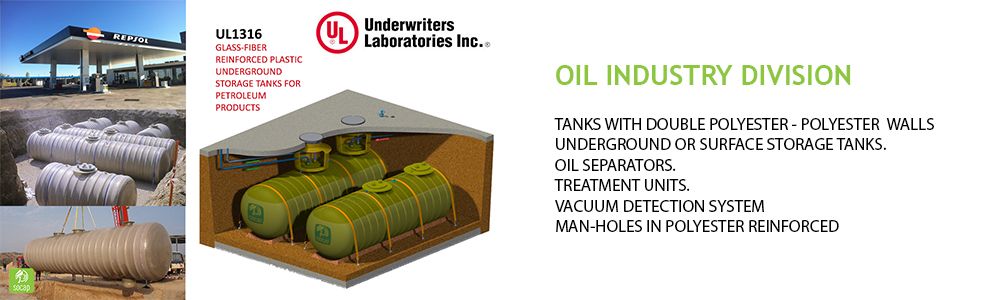 REPSOL
UL1316
GLASS-FIBER
REINFORCED PLASTIC
UNDERGROUND
STORAGE TANKS FOR
PETROLEUM
PRODUCTS
UL
Underwriters
Laboratories Inc.®
OIL INDUSTRY DIVISION
TANKS WITH DOUBLE POLYESTER - POLYESTER WALLS
UNDERGROUND OR SURFACE STORAGE TANKS.
OIL SEPARATORS.
TREATMENT UNITS.
VACUUM DETECTION SYSTEM
MAN-HOLES IN POLYESTER REINFORCED
socap